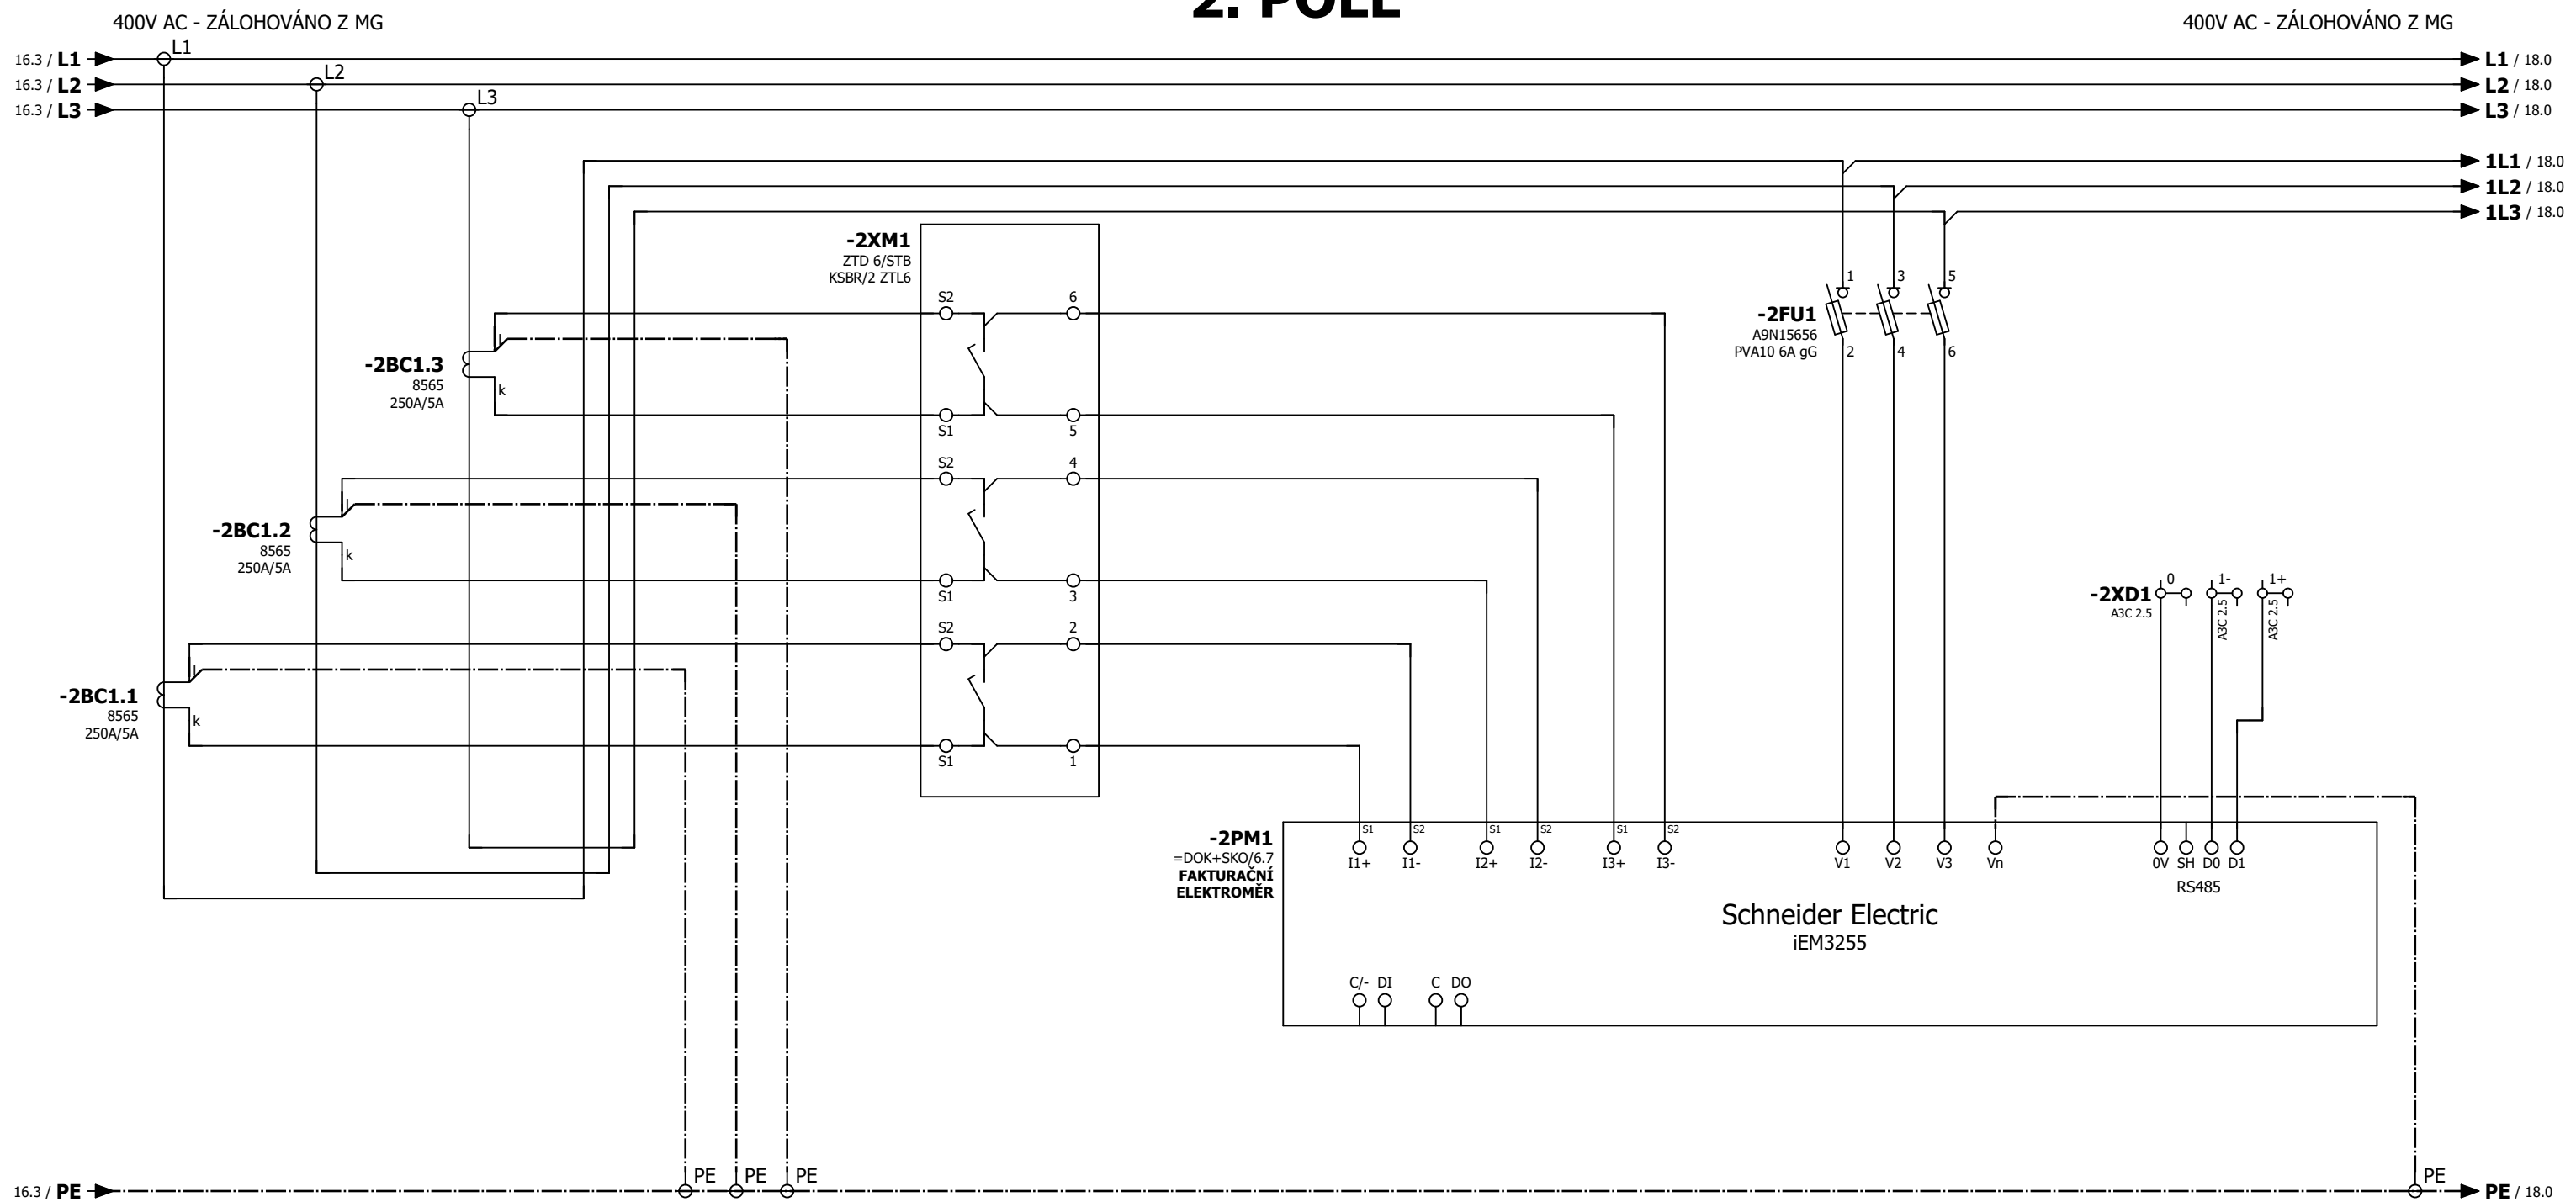 2. POLE
400V AC - ZÁLOHOVÁNO Z MG
400V AC - ZÁLOHOVÁNO Z MG
16.3 / L1
L1
L1 / 18.0
16.3 / L2
L2
L2 / 18.0
16.3 / L3
L3
L3 / 18.0
1L1 / 18.0
1L2 / 18.0
1L3 / 18.0
-2XM1
ZTD 6/STB
KSBR/2 ZTL6
S2
6
S1
5
S2
4
S1
3
S2
2
S1
1
-2FU1
A9N15656
PVA10 6A gG
1
3
5
2
4
6
-2BC1.3
8565
250A/5A
l
k
-2BC1.2
8565
250A/5A
l
k
-2BC1.1
8565
250A/5A
l
k
-2XD1
A3C 2.5
0
1-
1+
A3C 2.5
A3C 2.5
-2PM1
=DOK+SKO/6.7
FAKTURAČNÍ
ELEKTROMĚR
S1
S2
S1
S2
S1
S2
I1+
I1-
I2+
I2-
I3+
I3-
V1
V2
V3
Vn
0V
SH
D0
D1
RS485
Schneider Electric
iEM3255
C/-
DI
C
DO
16.3 / PE
PE
PE
PE
PE
PE / 18.0